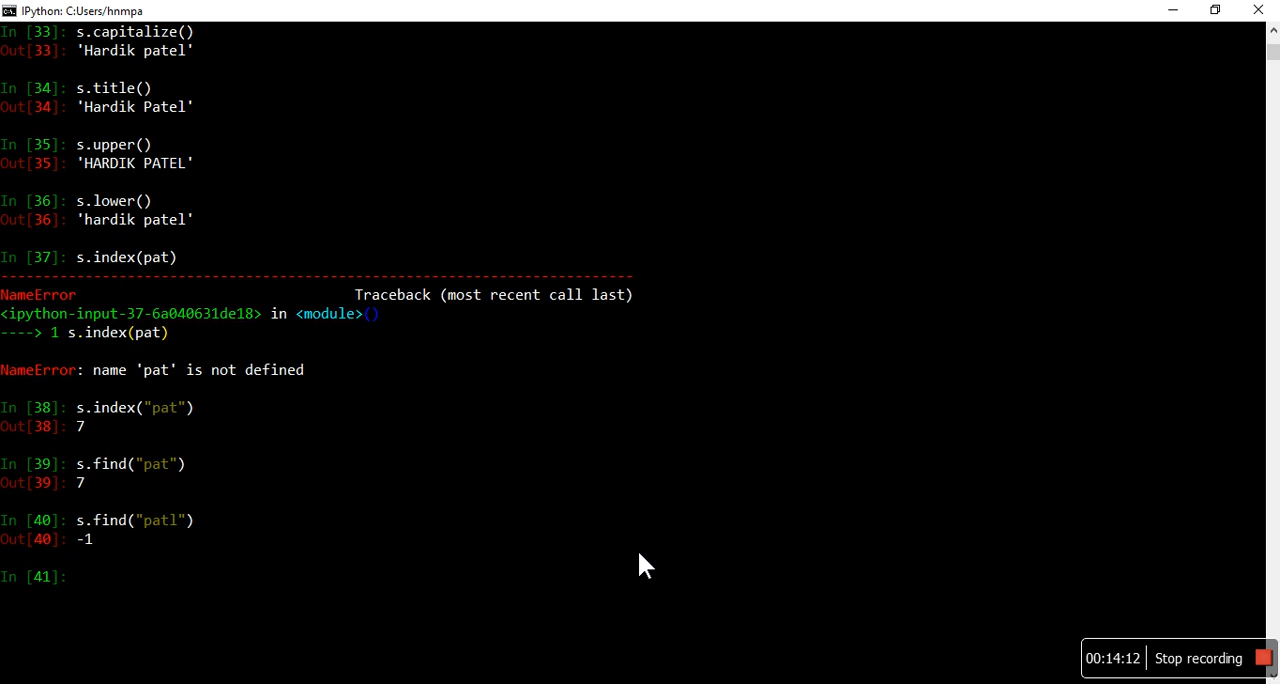 IPython: C:Users/hnmpa
In [33]: s.capitalize()
Out[33]: 'Hardik patel'
In [34]: s.title()
Out[34]: 'Hardik Patel'
In [35]: s.upper()
Out[35]: 'HARDIK PATEL'
In [36]: s.lower()
Out[36]: 'hardik patel'
In [37]: s.index(pat)
---------------------------------------------------------------------------
NameError                                 Traceback (most recent call last)
<ipython-input-37-6a040631de18> in <module>()
----> 1 s.index(pat)
NameError: name 'pat' is not defined
In [38]: s.index("pat")
Out[38]: 7
In [39]: s.find("pat")
Out[39]: 7
In [40]: s.find("patl")
Out[40]: -1
In [41]:
00:14:12 Stop recording